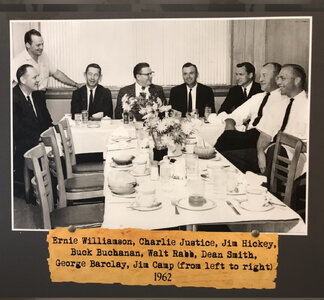 Ernie Williamson, Charlie Justice, Jim Hickey,
Buck Buchanan, Walt Rabb, Dean Smith,
George Barclay, Jim Camp (from left to right)
1962